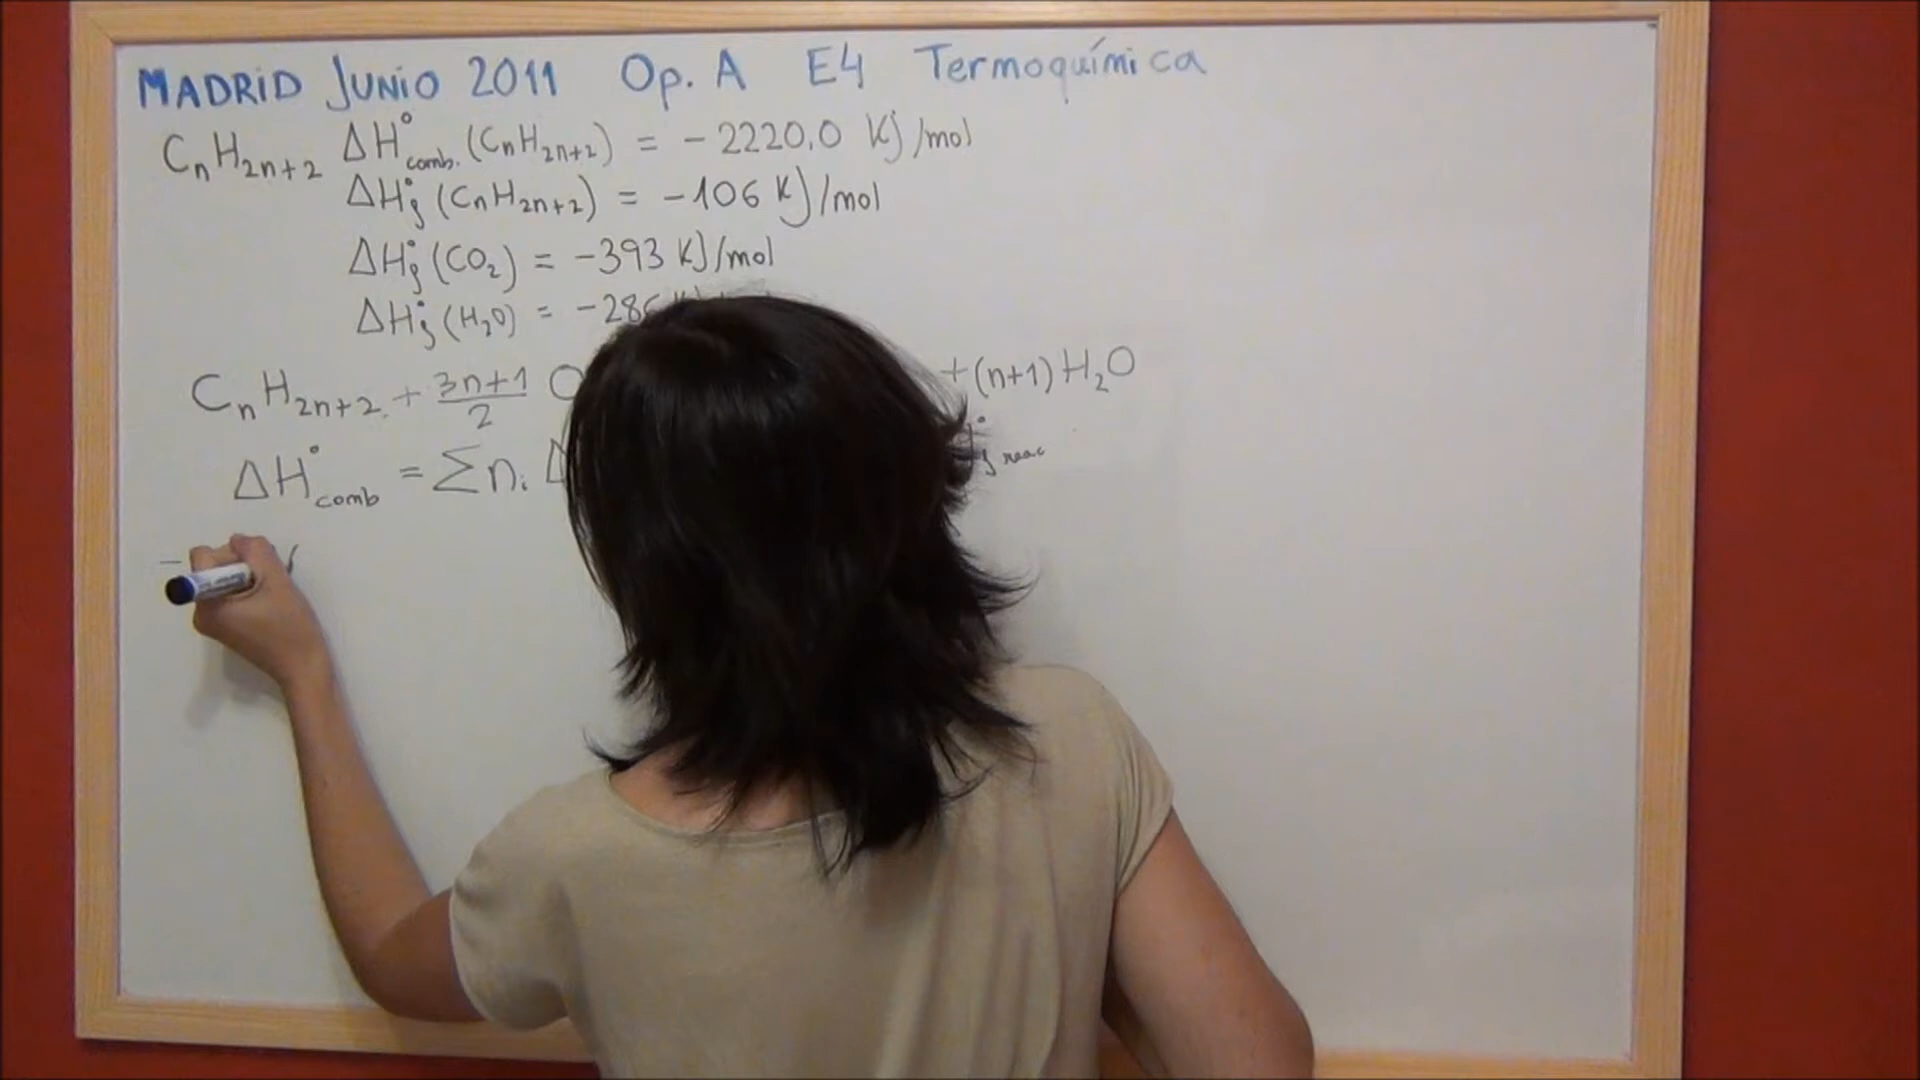 MADRID JUNIO 2011 Op. A E4 Termoquímica
CnH2n+2 ΔH°comb. (CnH2n+2) = -2220,0 KJ/mol
ΔH°f (CnH2n+2) = -106 KJ/mol
ΔH°f (CO2) = -393 KJ/mol
ΔH°f (H2O) = -286
CnH2n+2 + 3n+1/2 O + (n+1) H2O
ΔH°comb = Σni Δ